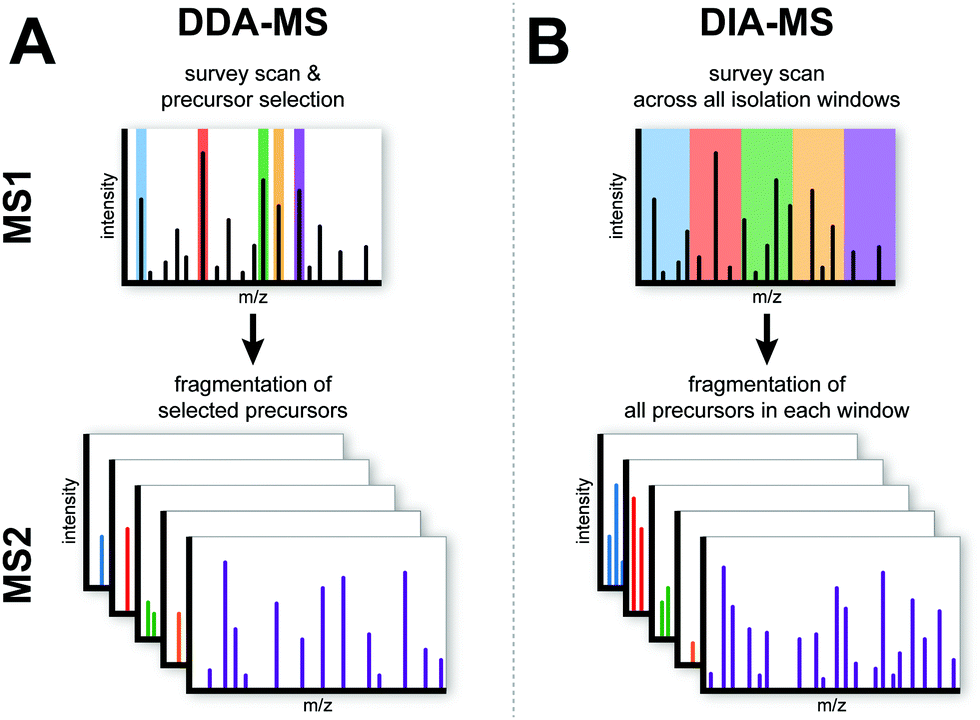 A
DDA-MS
survey scan &
precursor selection
MS1
intensity
m/z
fragmentation of
selected precursors
MS2
intensity
m/z
B
DIA-MS
survey scan
across all isolation windows
intensity
m/z
fragmentation of
all precursors in each window
intensity
m/z